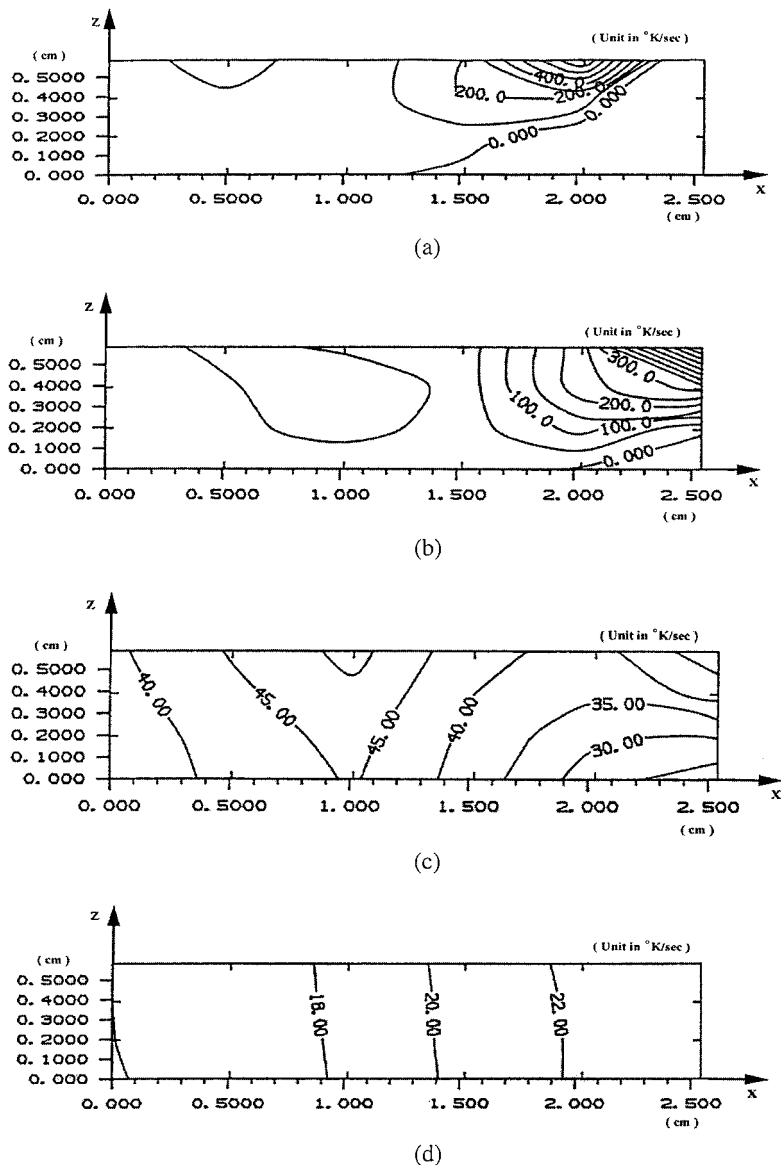 z
( Unit in °K/sec)
( cm )
0. 5000
0. 4000
0. 3000
0. 2000
0. 1000
0. 000
400. 0
200. 0
200. 0
0. 000
0. 000
0. 000
0. 5000
1. 000
1. 500
2. 000
2. 500
x
( cm )
(a)
z
( Unit in °K/sec)
( cm )
0. 5000
0. 4000
0. 3000
0. 2000
0. 1000
0. 000
300. 0
200. 0
100. 0
100. 0
0. 000
0. 000
0. 5000
1. 000
1. 500
2. 000
2. 500
x
( cm )
(b)
z
( Unit in °K/sec)
( cm )
0. 5000
0. 4000
0. 3000
0. 2000
0. 1000
0. 000
40. 00
45. 00
45. 00
40. 00
35. 00
30. 00
0. 000
0. 5000
1. 000
1. 500
2. 000
2. 500
x
( cm )
(c)
z
( Unit in °K/sec)
( cm )
0. 5000
0. 4000
0. 3000
0. 2000
0. 1000
0. 000
18. 00
20. 00
22. 00
0. 000
0. 5000
1. 000
1. 500
2. 000
2. 500
x
( cm )
(d)